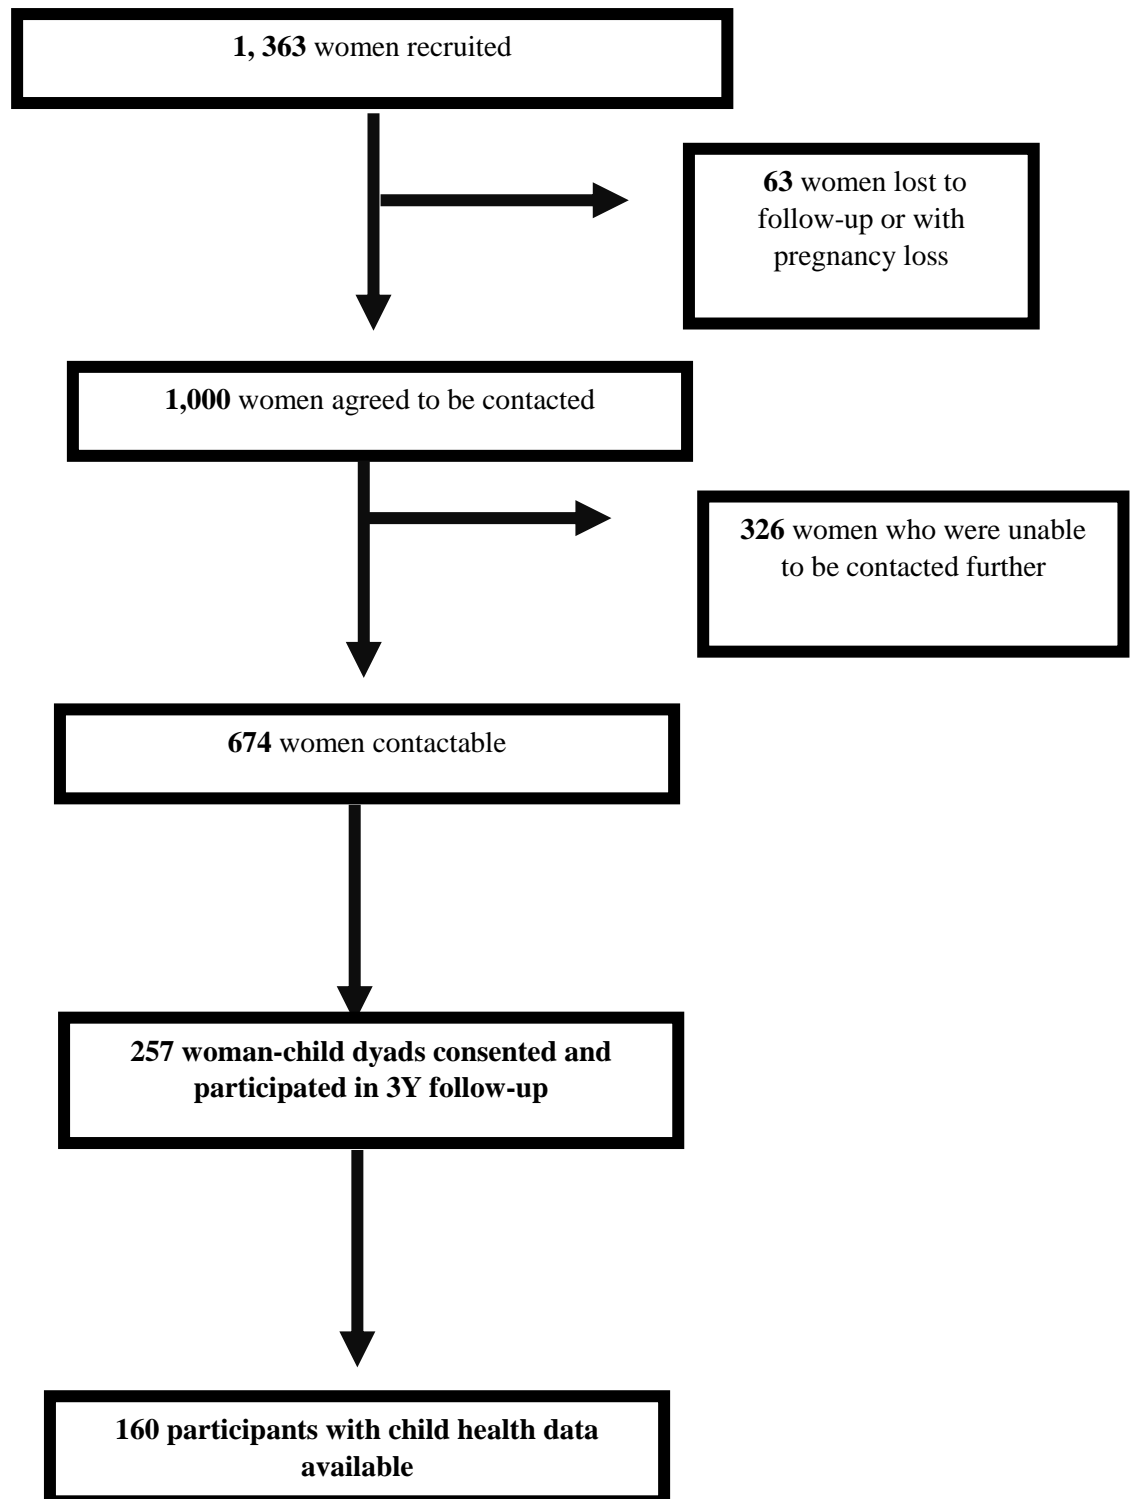 1, 363 women recruited
63 women lost to
follow-up or with
pregnancy loss
1,000 women agreed to be contacted
326 women who were unable
to be contacted further
674 women contactable
257 woman-child dyads consented and
participated in 3Y follow-up
160 participants with child health data
available